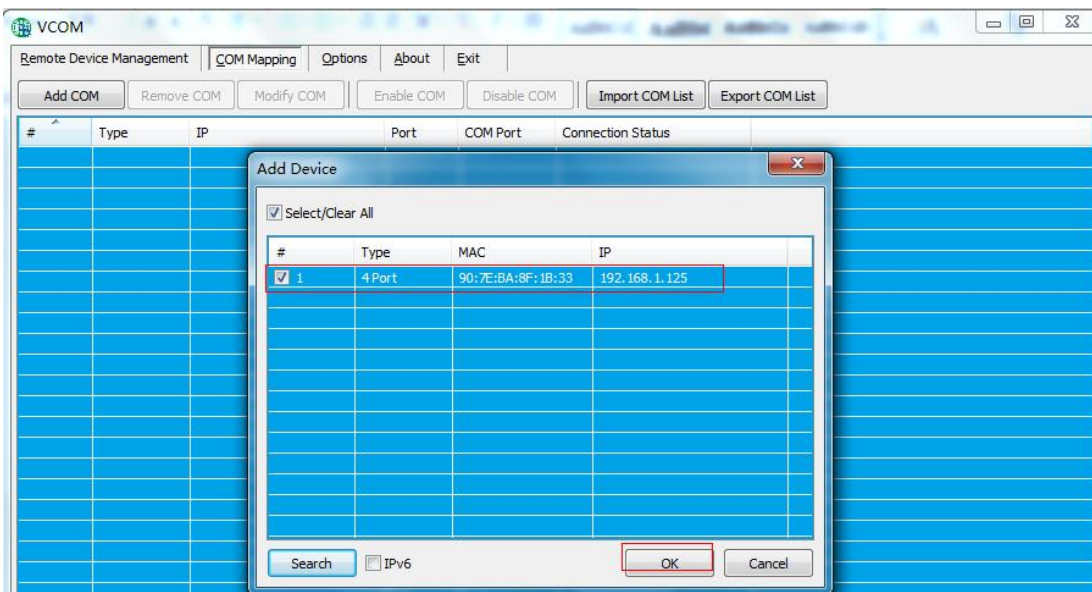 VCOM
Remote Device Management COM Mapping Options About Exit
Add COM Remove COM Modify COM Enable COM Disable COM Import COM List Export COM List
# Type IP Port COM Port Connection Status
Add Device
Select/Clear All
# Type MAC IP
1 4 Port 90:7E:BA:8F:1B:33 192.168.1.125
Search IPv6 OK Cancel